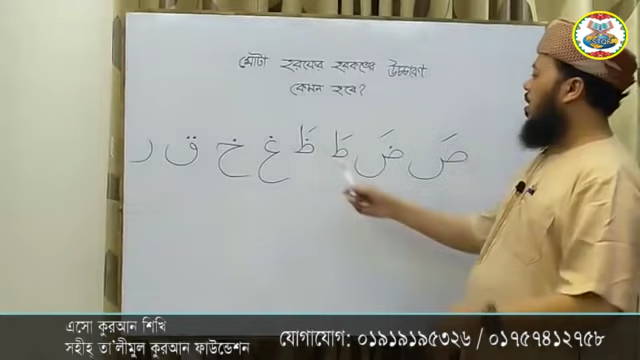 মোটা হরফের হরকতের উচ্চারণ
কেমন হবে?
صَ ضَ طَ ظَ غ خ ق ر
এসো কুরআন শিখি
সহীহ্ তা'লীমুল কুরআন ফাউন্ডেশন
যোগাযোগ: ০১৯১৯১৯৫৩২৬ / ০১৭৫৭৪১২৭৫৮